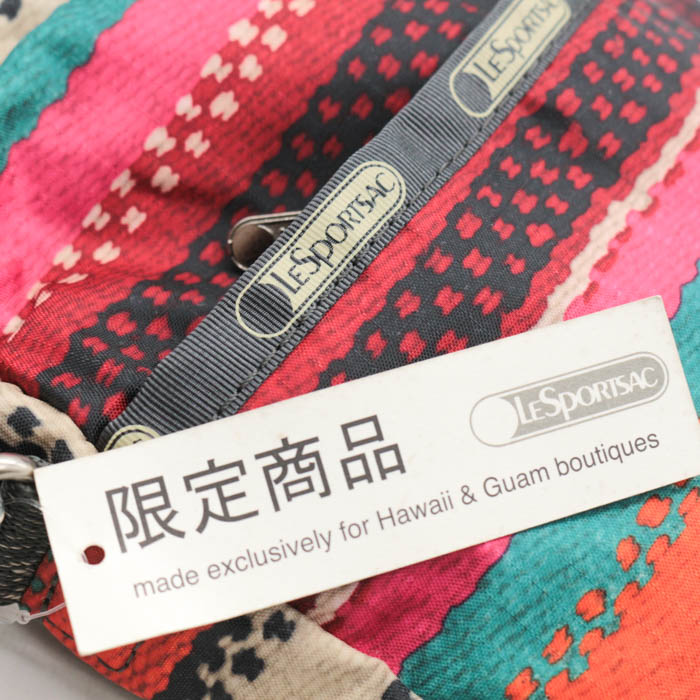 LESPORTSAC
LESPORTSAC
LESPORTSAC
限定商品
made exclusively for Hawaii & Guam boutiques